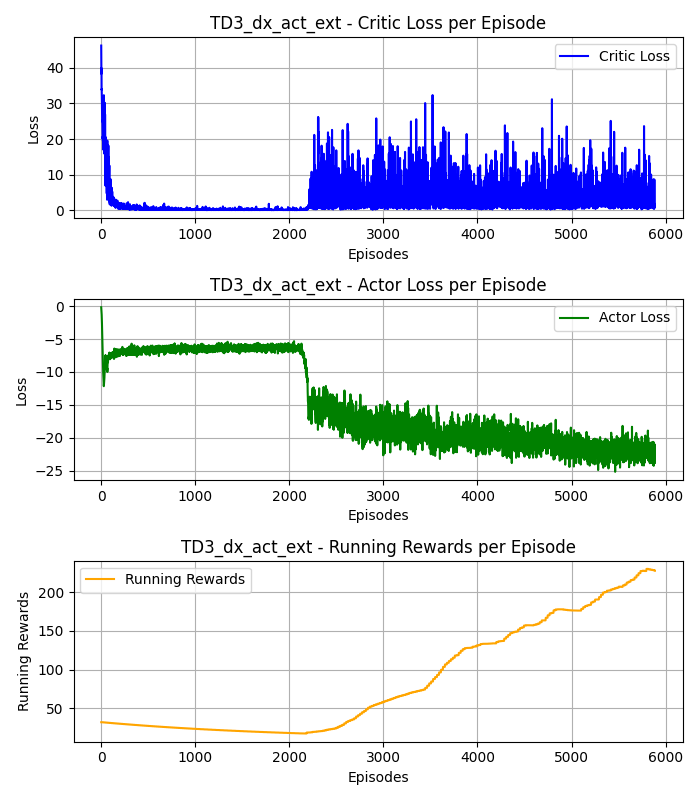 TD3_dx_act_ext - Critic Loss per Episode
Critic Loss
Loss
40
30
20
10
0
0 1000 2000 3000 4000 5000 6000
Episodes
TD3_dx_act_ext - Actor Loss per Episode
Actor Loss
Loss
0
−5
−10
−15
−20
−25
0 1000 2000 3000 4000 5000 6000
Episodes
TD3_dx_act_ext - Running Rewards per Episode
Running Rewards
Running Rewards
200
150
100
50
0 1000 2000 3000 4000 5000 6000
Episodes